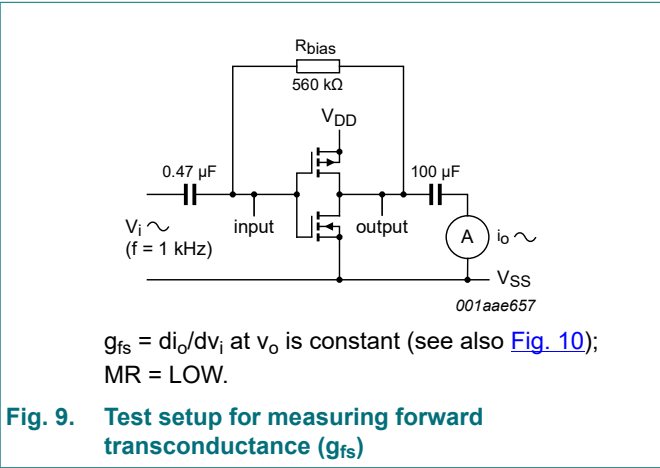 Rbias
560 kΩ
VDD
0.47 µF
100 µF
Vi
(f = 1 kHz)
input
output
A
io
VSS
001aae657
gfs = dio/dvi at vo is constant (see also Fig. 10);
MR = LOW.
Fig. 9. Test setup for measuring forward
transconductance (gfs)